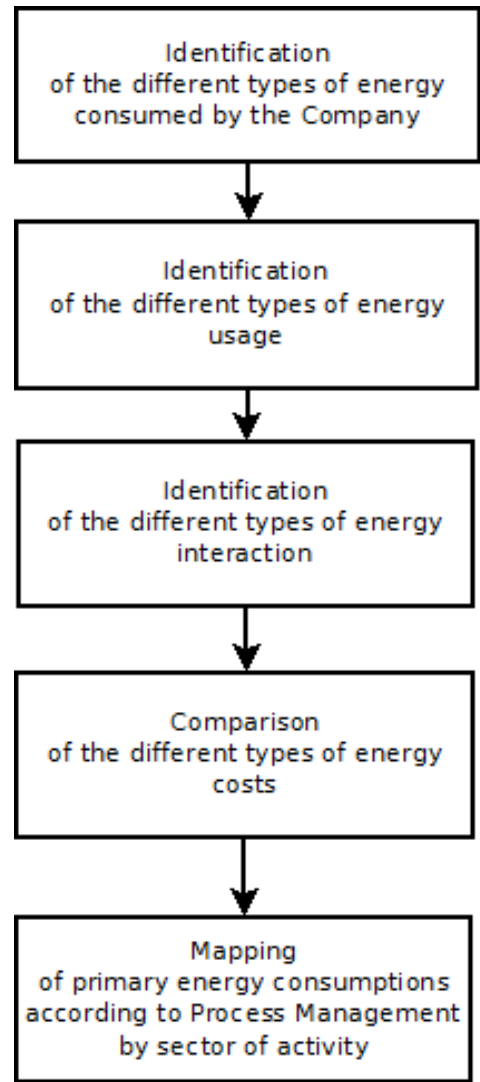 Identification
of the different types of energy
consumed by the Company
Identification
of the different types of energy
usage
Identification
of the different types of energy
interaction
Comparison
of the different types of energy
costs
Mapping
of primary energy consumptions
according to Process Management
by sector of activity